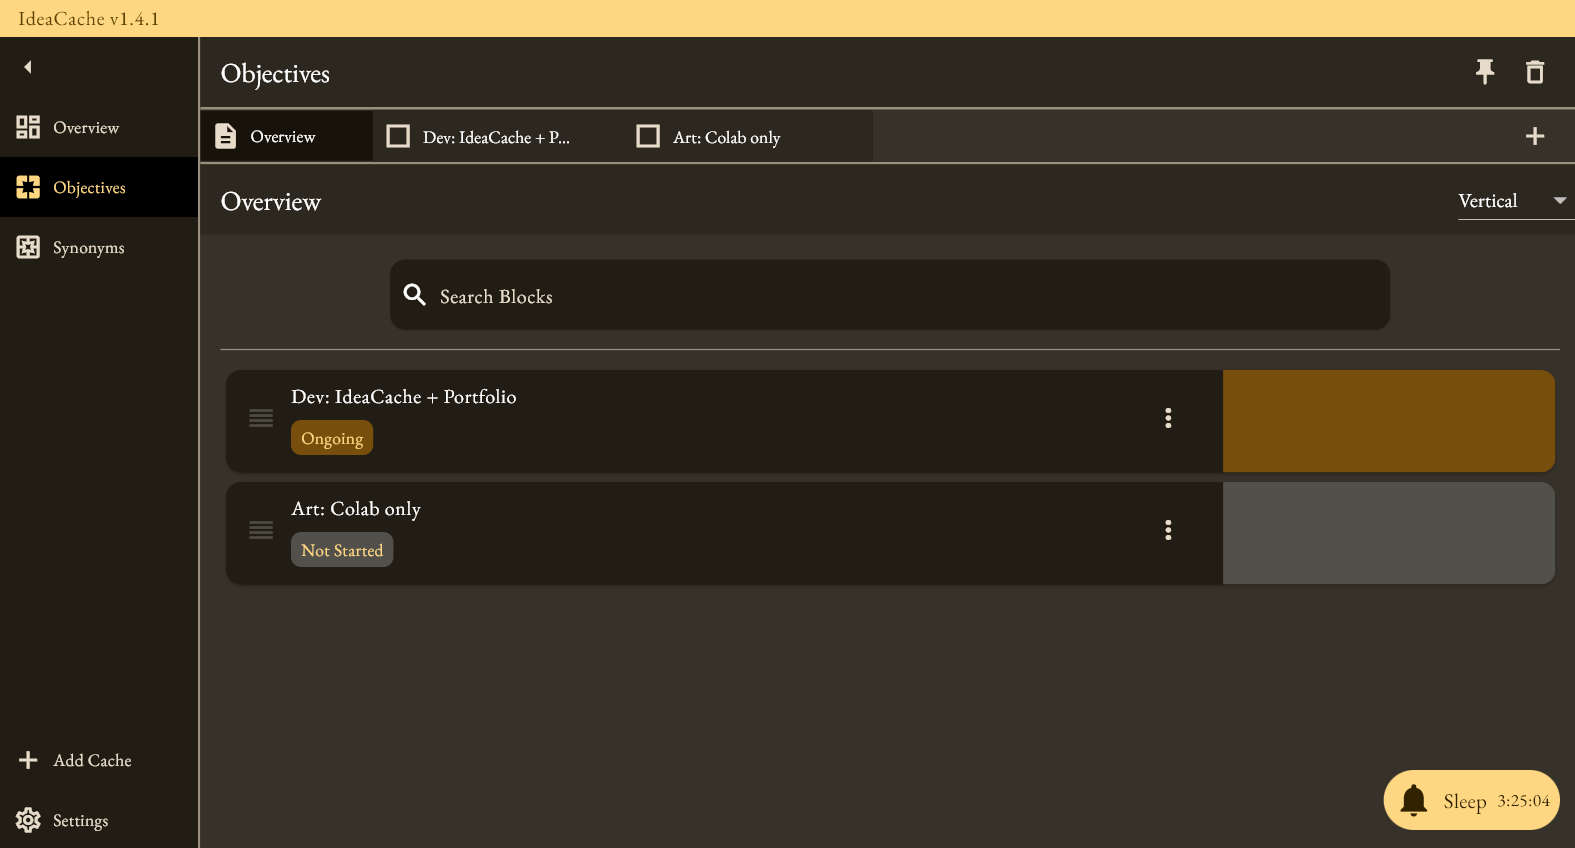 IdeaCache v1.4.1
Overview
Objectives
Synonyms
Add Cache
Settings
Objectives
Overview
Dev: IdeaCache + P...
Art: Colab only
Overview
Vertical
Search Blocks
Dev: IdeaCache + Portfolio
Ongoing
Art: Colab only
Not Started
Sleep 3:25:04